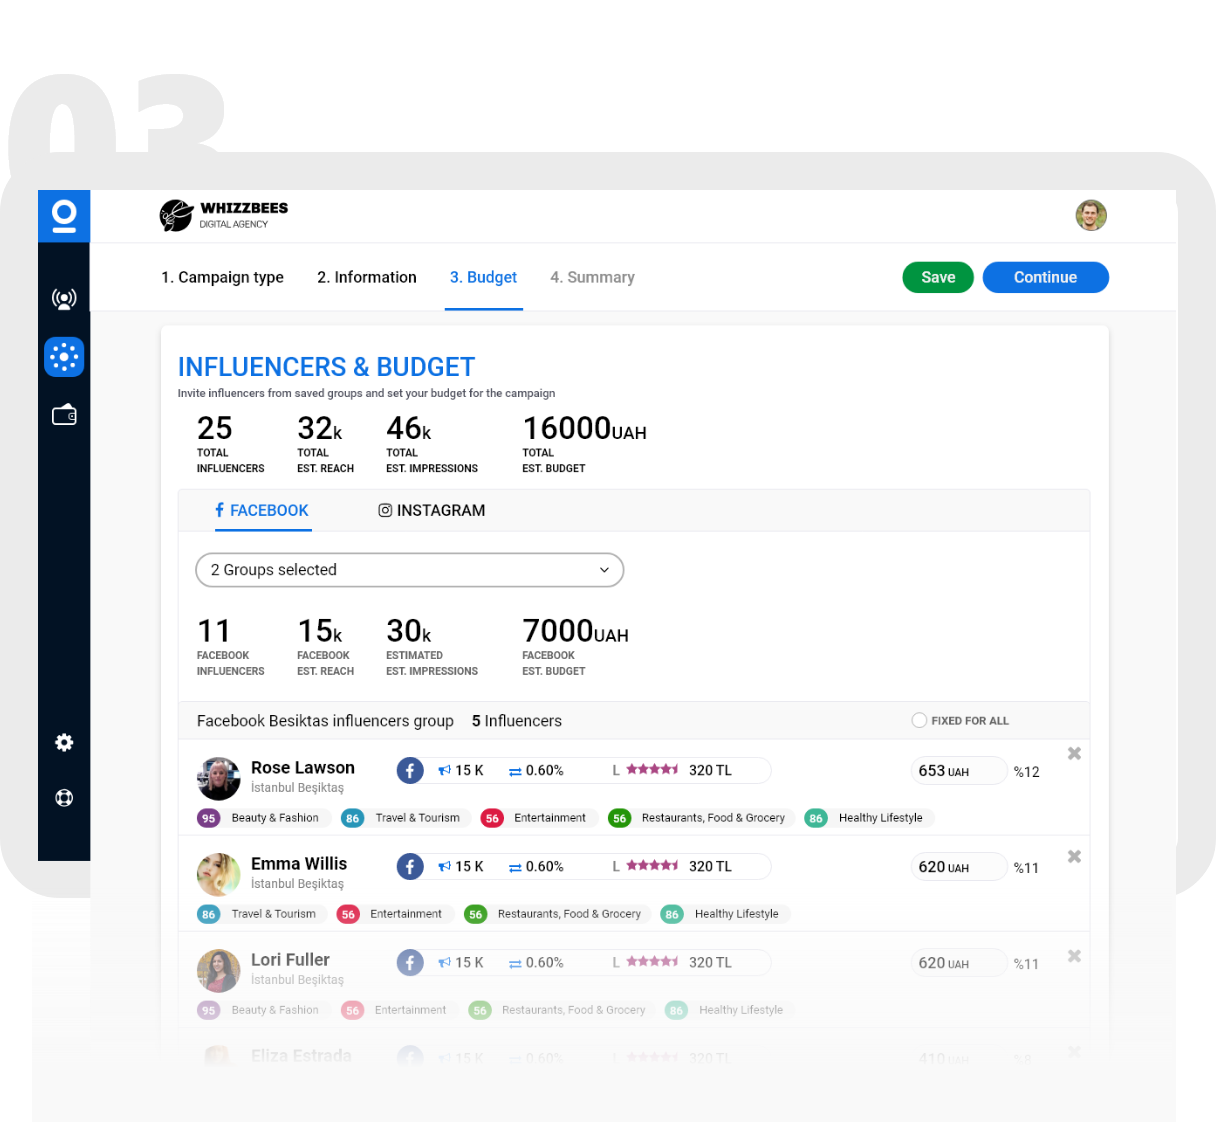 03
WHIZZBEES
DIGITAL AGENCY
1. Campaign type 2. Information 3. Budget 4. Summary Save Continue
INFLUENCERS & BUDGET
Invite influencers from saved groups and set your budget for the campaign
25 32k 46k 16000UAH
TOTAL TOTAL TOTAL TOTAL
INFLUENCERS EST. REACH EST. IMPRESSIONS EST. BUDGET
FACEBOOK INSTAGRAM
2 Groups selected
11 15k 30k 7000UAH
FACEBOOK FACEBOOK ESTIMATED FACEBOOK
INFLUENCERS EST. REACH EST. IMPRESSIONS EST. BUDGET
Facebook Besiktas influencers group 5 Influencers FIXED FOR ALL
Rose Lawson 15 K 0.60% L 320 TL 653 UAH %12
İstanbul Beşiktaş
95 Beauty & Fashion 86 Travel & Tourism 56 Entertainment 56 Restaurants, Food & Grocery 86 Healthy Lifestyle
Emma Willis 15 K 0.60% L 320 TL 620 UAH %11
İstanbul Beşiktaş
86 Travel & Tourism 56 Entertainment 56 Restaurants, Food & Grocery 86 Healthy Lifestyle
Lori Fuller 15 K 0.60% L 320 TL 620 UAH %11
İstanbul Beşiktaş
95 Beauty & Fashion 56 Entertainment 56 Restaurants, Food & Grocery 86 Healthy Lifestyle
Eliza Estrada 15 K 0.60% L 320 TL 410 UAH %8